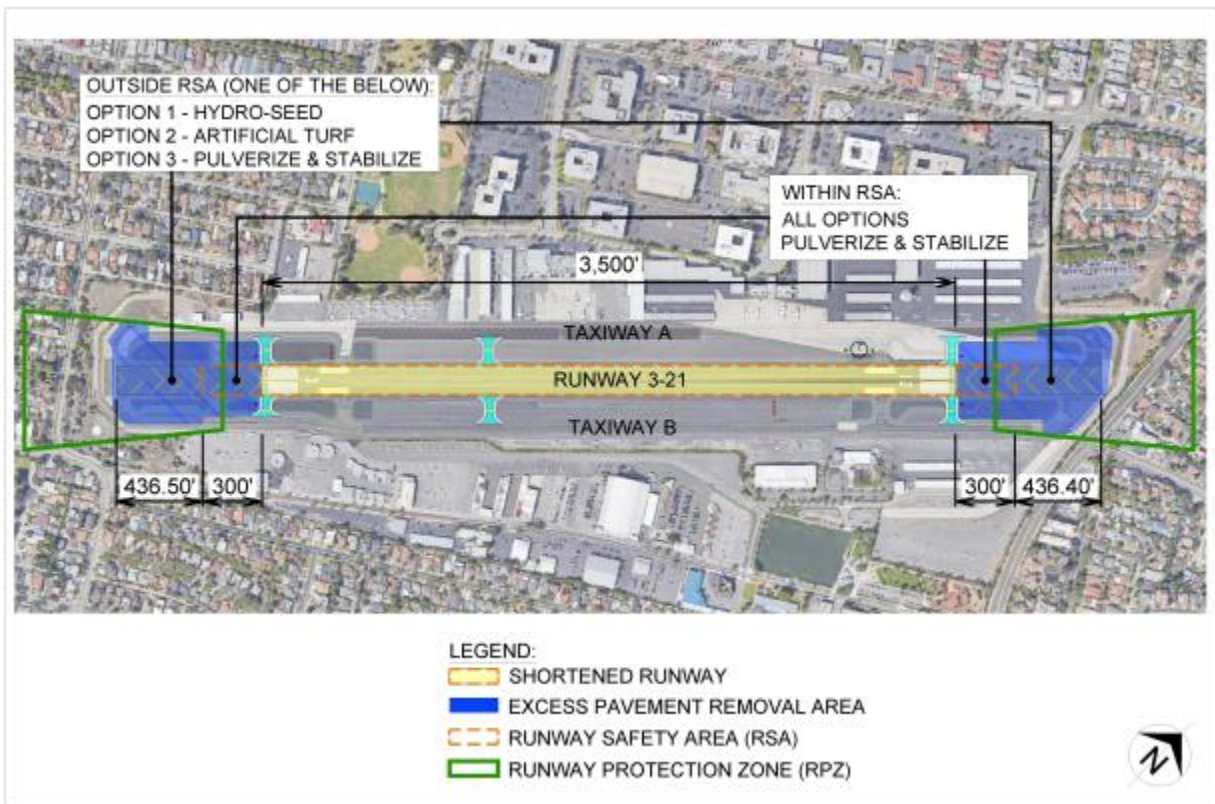 OUTSIDE RSA (ONE OF THE BELOW):
OPTION 1 - HYDRO-SEED
OPTION 2 - ARTIFICIAL TURF
OPTION 3 - PULVERIZE & STABILIZE
WITHIN RSA:
ALL OPTIONS
PULVERIZE & STABILIZE
3,500'
TAXIWAY A
RUNWAY 3-21
TAXIWAY B
436.50'
300'
300'
436.40'
LEGEND:
SHORTENED RUNWAY
EXCESS PAVEMENT REMOVAL AREA
RUNWAY SAFETY AREA (RSA)
RUNWAY PROTECTION ZONE (RPZ)
N